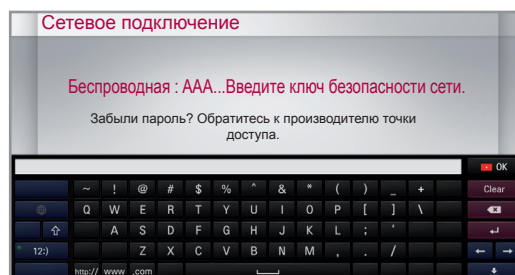 Сетевое подключение
Беспроводная : AAA...Введите ключ безопасности сети.
Забыли пароль? Обратитесь к производителю точки
доступа.
OK
~ ! @ # $ % ^ & * ( ) _ + Clear
Q W E R T Y U I O P [ ] \
A S D F G H J K L ; '
12:) Z X C V B N M , . /
http:// www .com